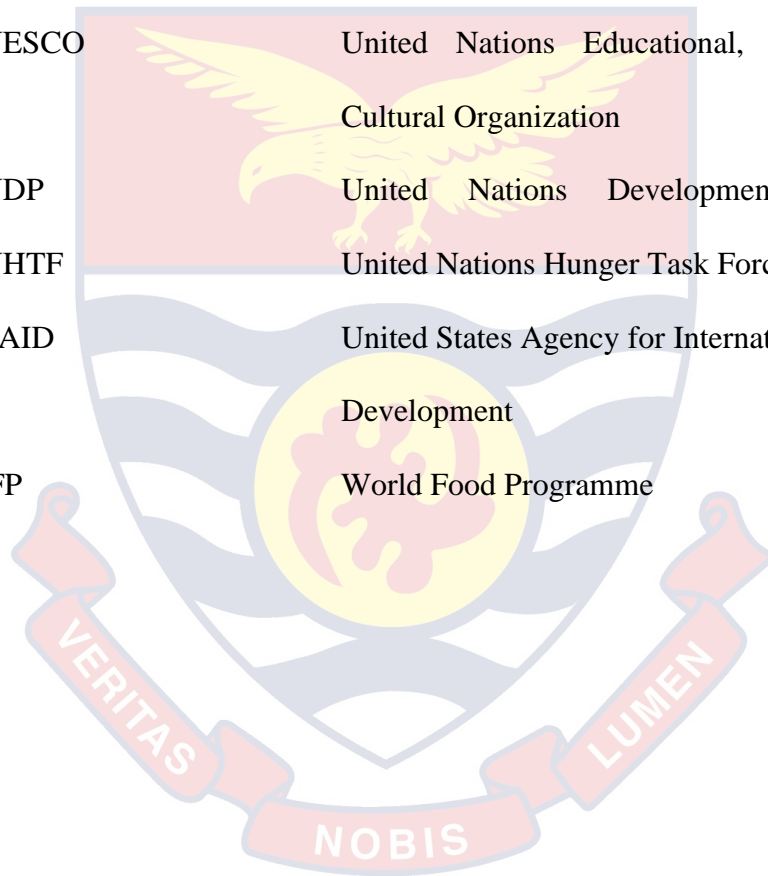 ESCO United Nations Educational,
Cultural Organization
DP United Nations Developmen
HTF United Nations Hunger Task Forc
AID United States Agency for Internat
Development
FP World Food Programme
VERITAS
NOBIS
LUMEN